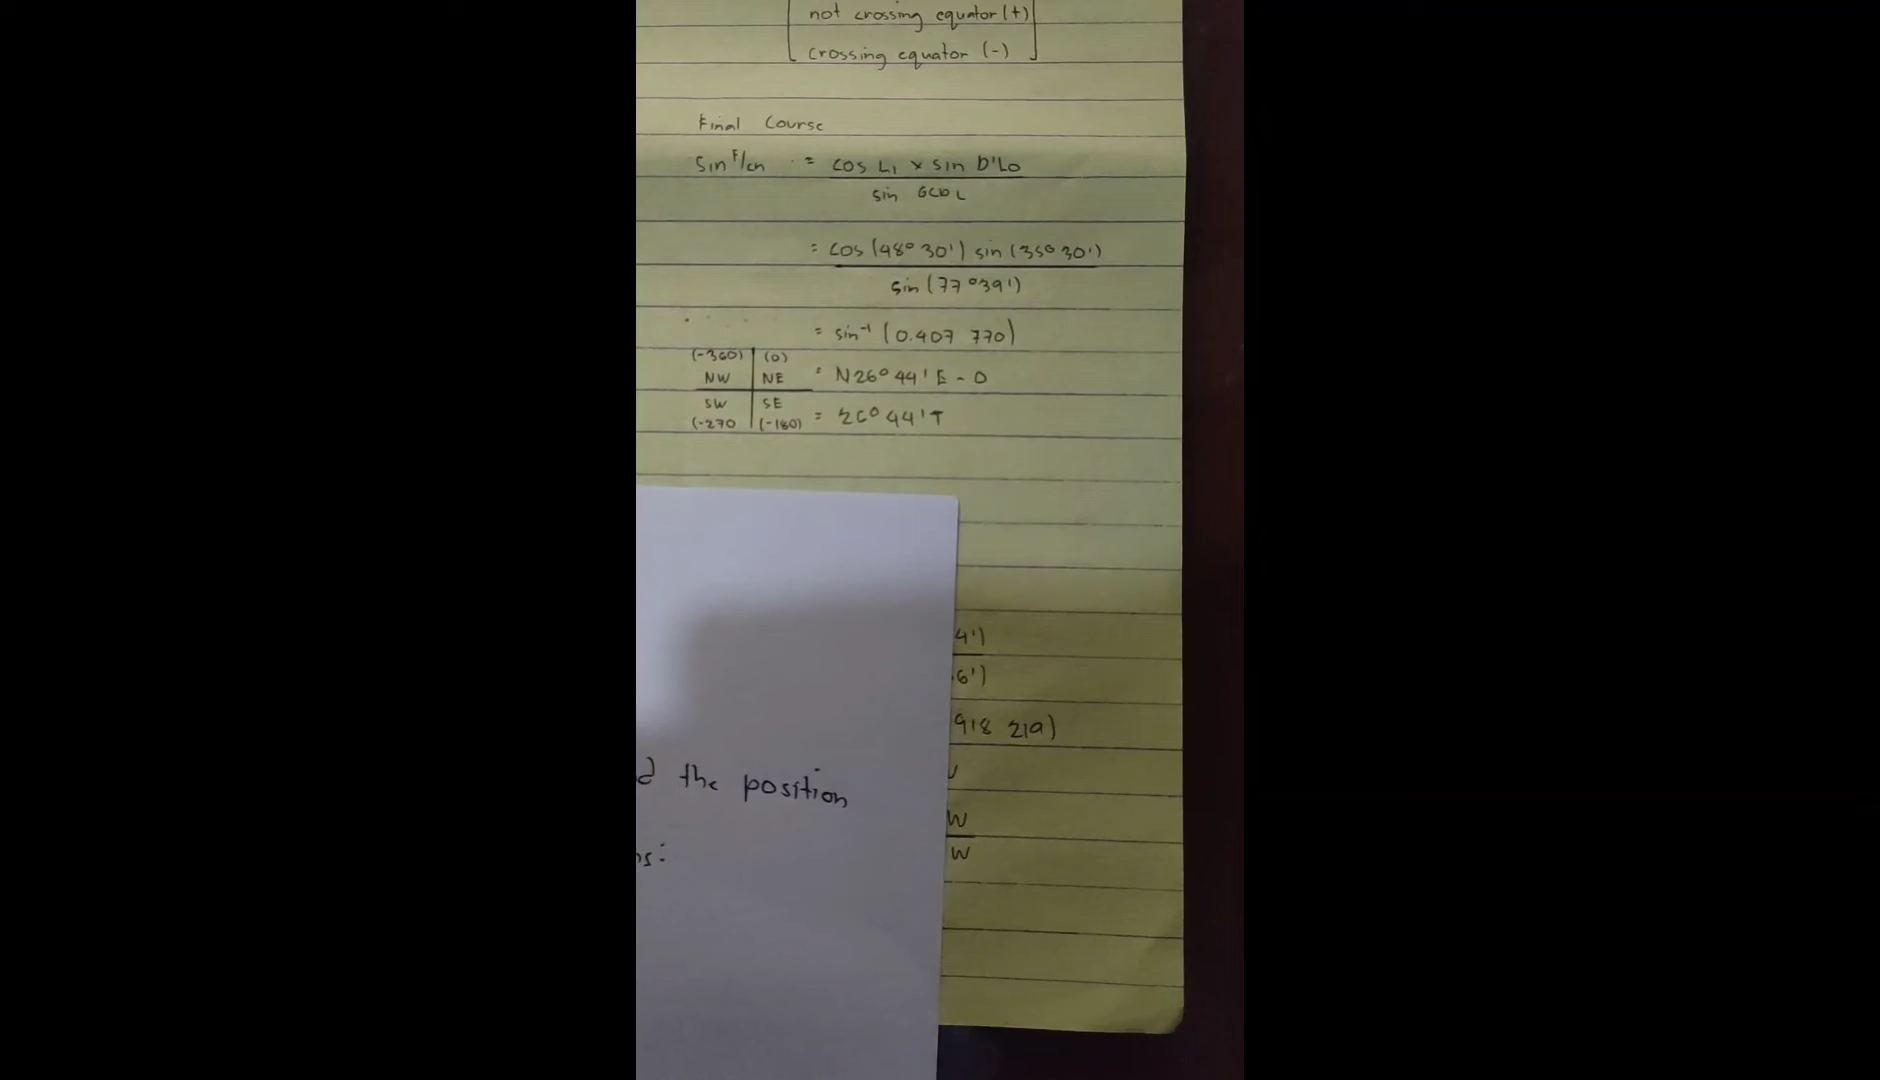 not crossing equator (+)
crossing equator (-)
Final Course
sin F/cn = cos L₁ x sin D'Lo
sin GCD L
= cos (48° 30') sin (35° 30')
sin (77° 39')
= sin⁻¹ (0.407 770)
(-360) (0)
NW NE = N26° 44' E - 0
SW SE
(-270 (-180) = 26° 44' T
4')
6')
918 219)
the position
W
W